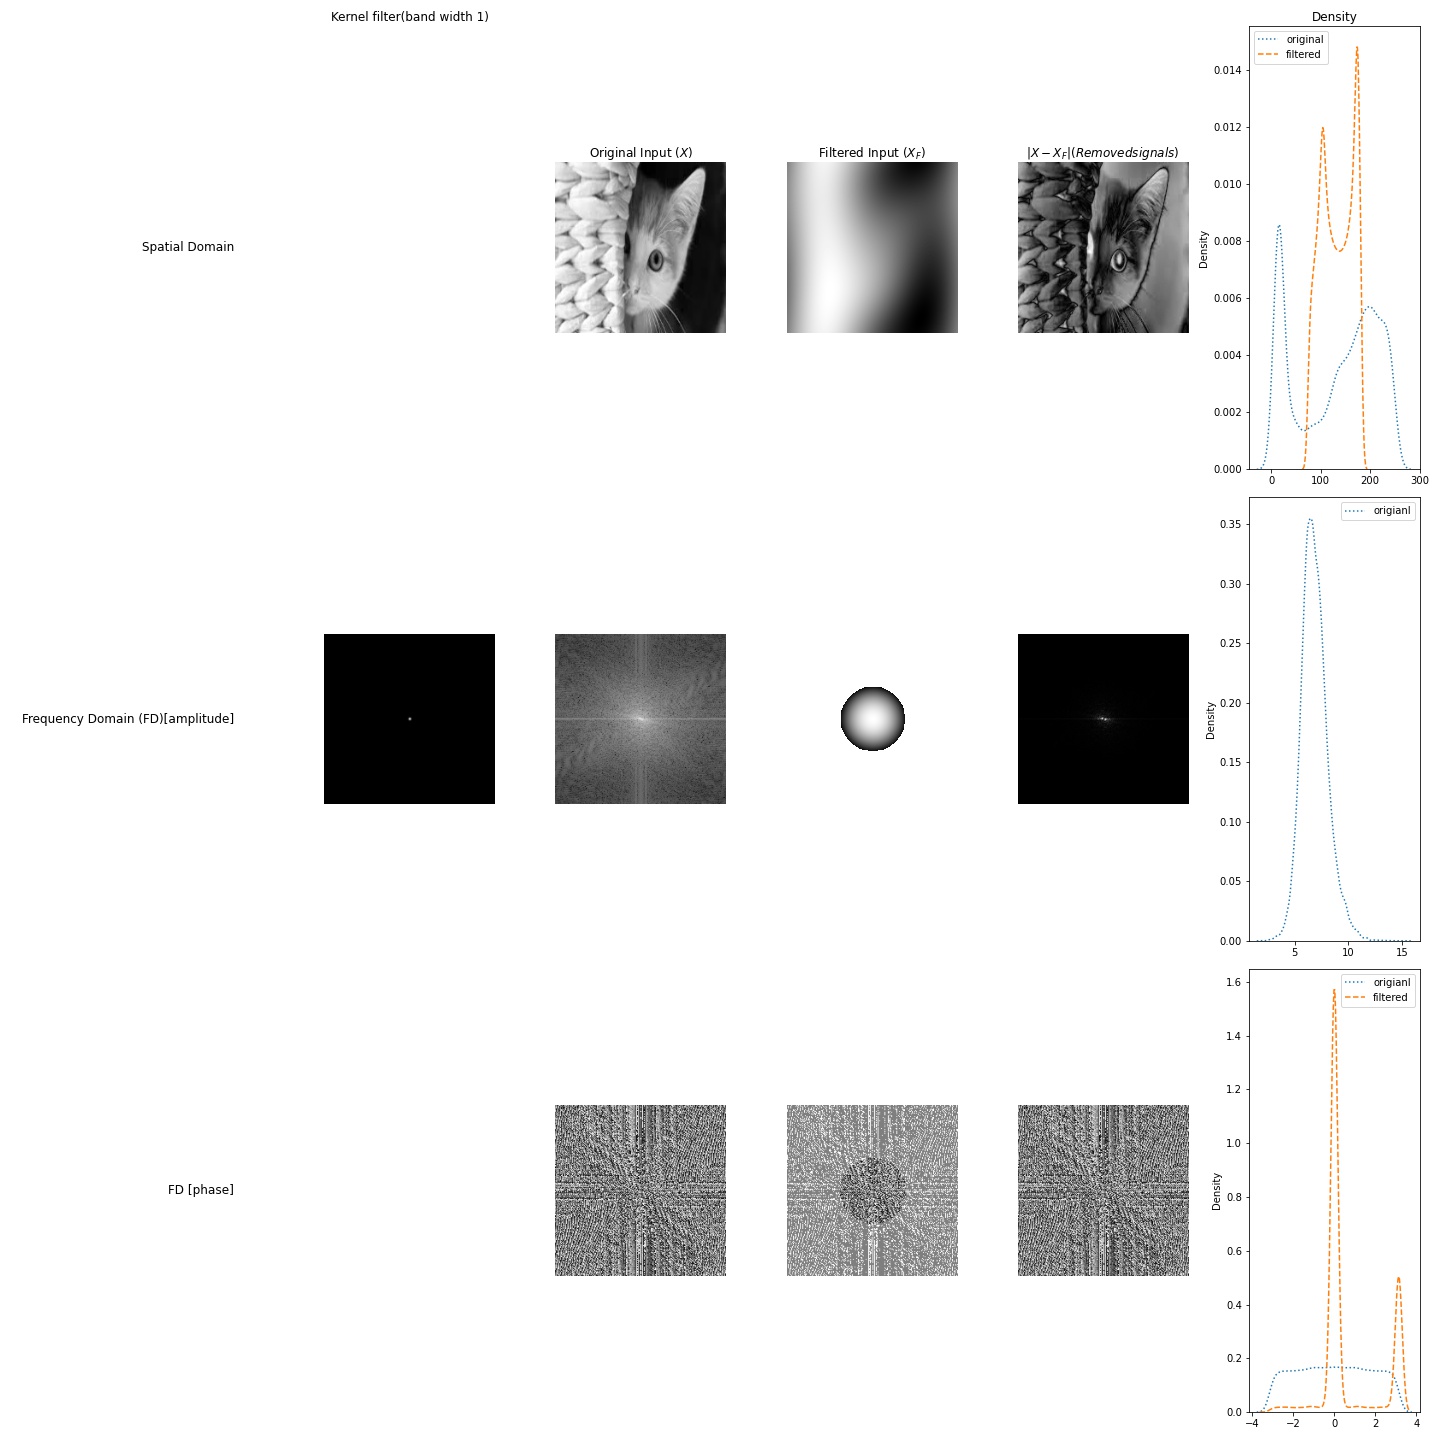 Kernel filter(band width 1)
Density
original
filtered
0.014
0.012
0.010
0.008
0.006
0.004
0.002
0.000
Density
0 100 200 300
Original Input (X)
Filtered Input (X_F)
|X − X_F|(Removedsignals)
Spatial Domain
origianl
0.35
0.30
0.25
0.20
0.15
0.10
0.05
0.00
Density
5 10 15
Frequency Domain (FD)[amplitude]
origianl
filtered
1.6
1.4
1.2
1.0
0.8
0.6
0.4
0.2
0.0
Density
−4 −2 0 2 4
FD [phase]